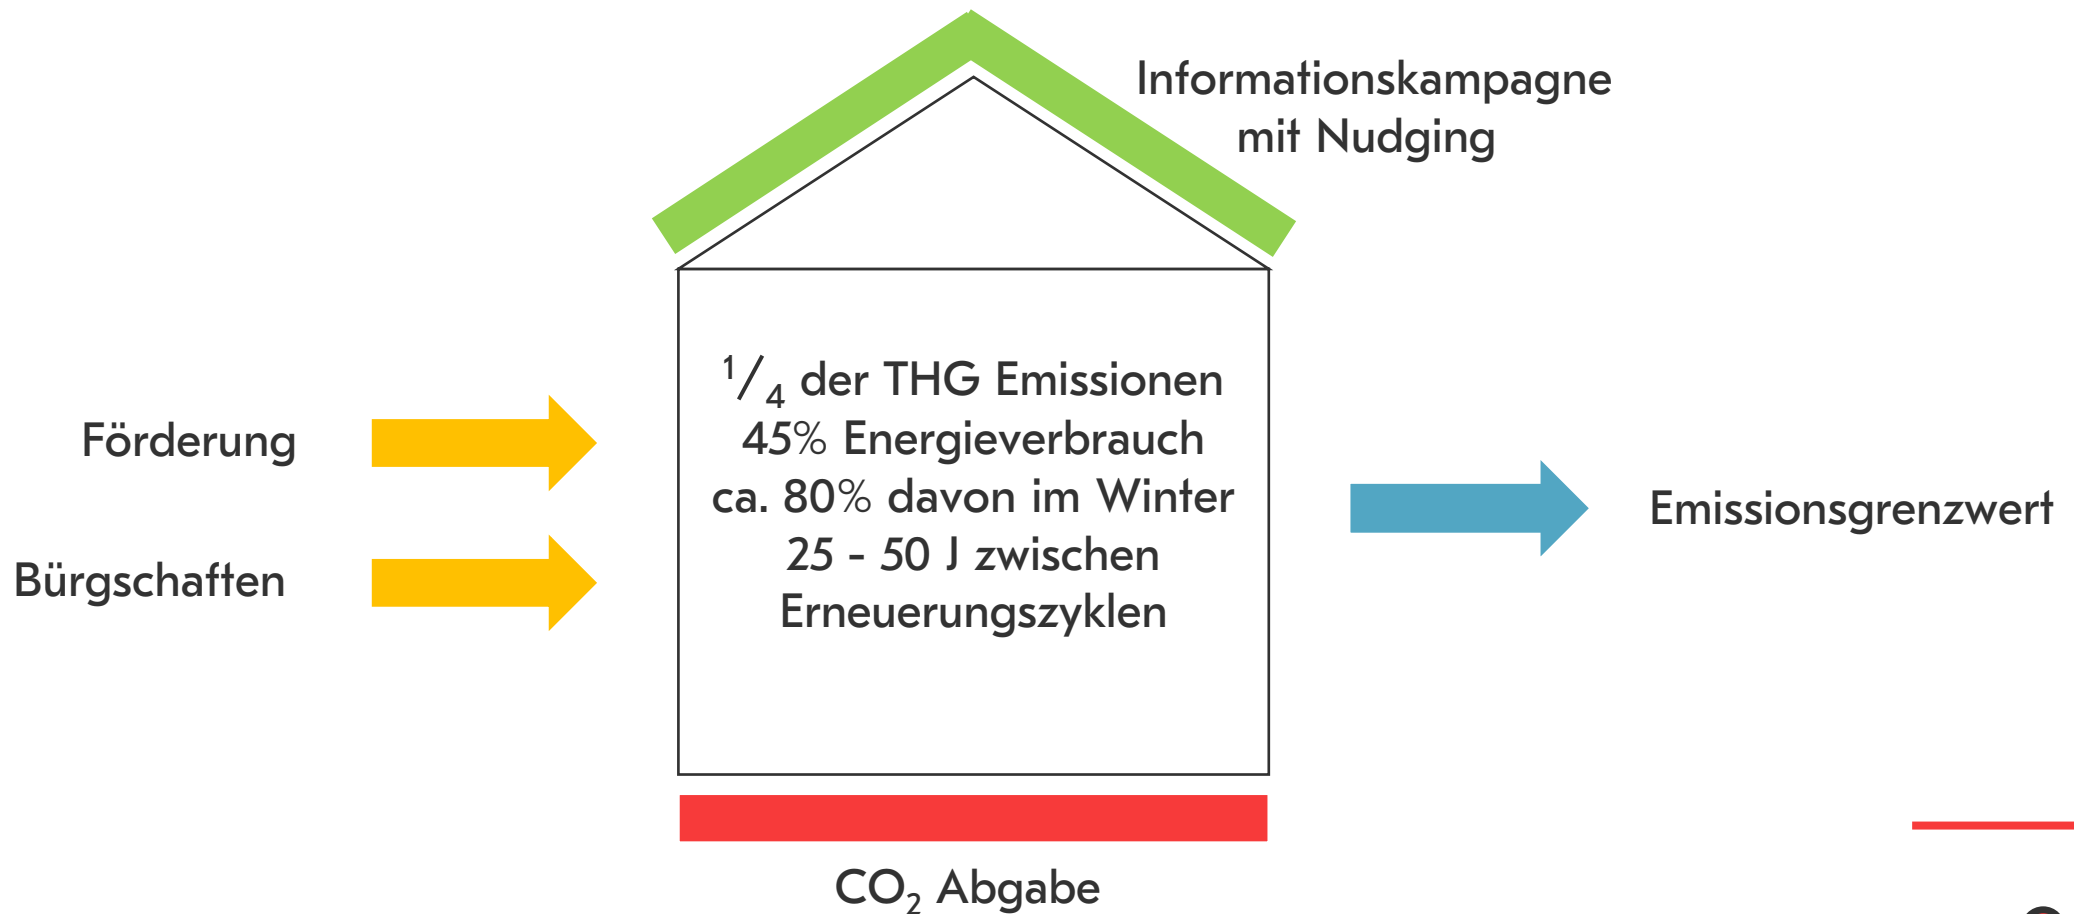 Informationskampagne
mit Nudging
¹⁄₄ der THG Emissionen
45% Energieverbrauch
ca. 80% davon im Winter
25 - 50 J zwischen
Erneuerungszyklen
Förderung
Bürgschaften
Emissionsgrenzwert
CO₂ Abgabe